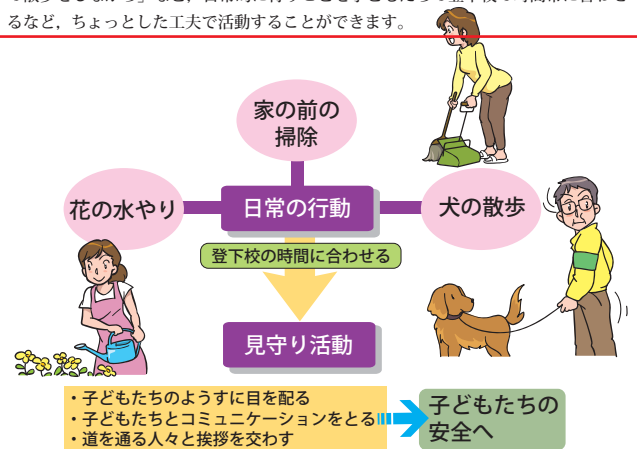 るなど，ちょっとした工夫で活動することができます。
家の前の
掃除
花の水やり
日常の行動
犬の散歩
登下校の時間に合わせる
見守り活動
・子どもたちのようすに目を配る
・子どもたちとコミュニケーションをとる
・道を通る人々と挨拶を交わす
子どもたちの
安全へ